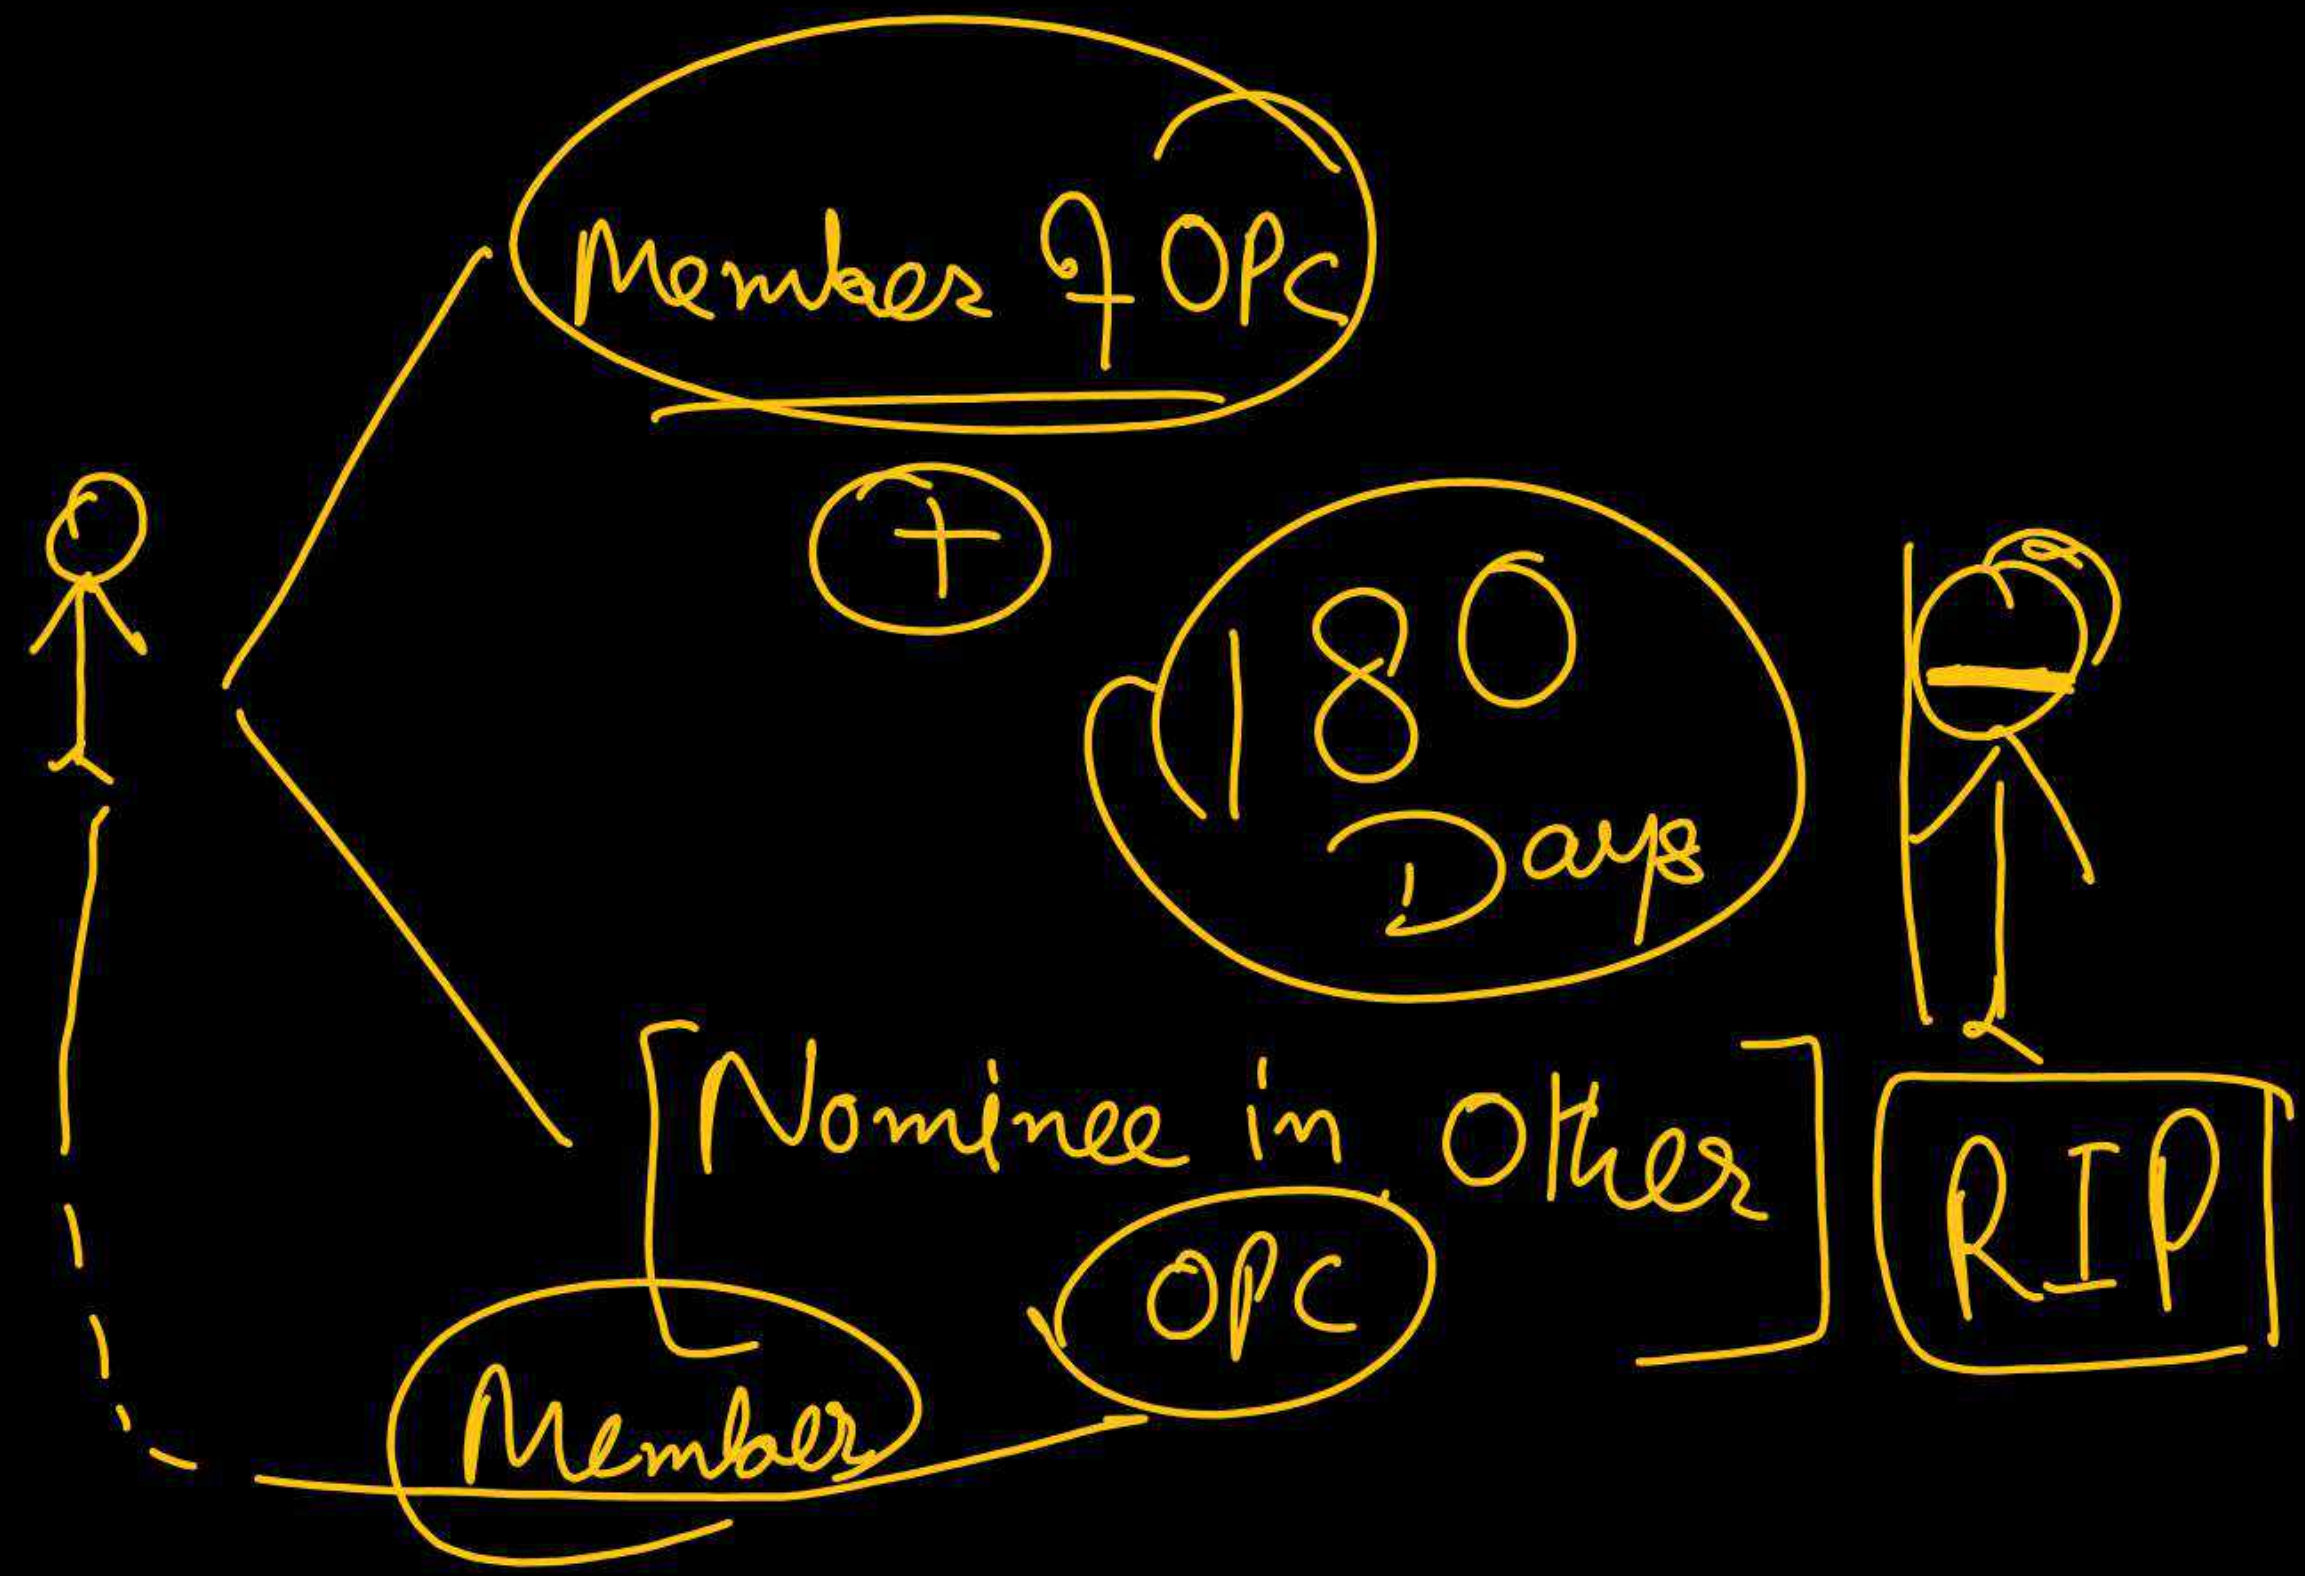 Member of OPC
+
180
Days
Nominee in Other
OPC
RIP
Member